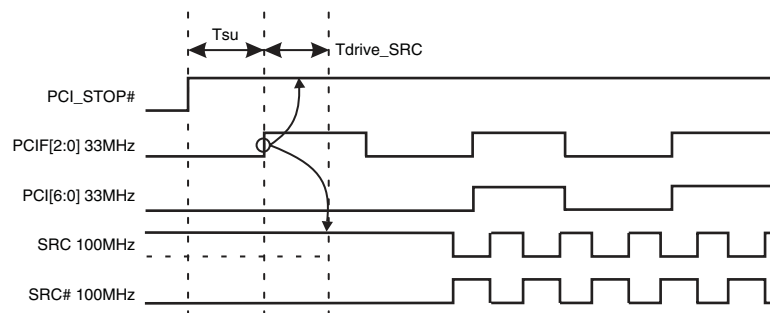 Tsu
Tdrive_SRC
PCI_STOP#
PCIF[2:0] 33MHz
PCI[6:0] 33MHz
SRC 100MHz
SRC# 100MHz